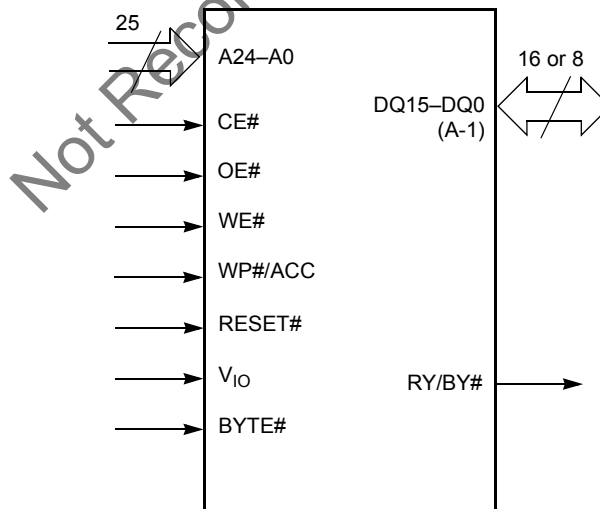 25
A24–A0
16 or 8
DQ15–DQ0
(A-1)
CE#
OE#
WE#
WP#/ACC
RESET#
VIO
RY/BY#
BYTE#
Not